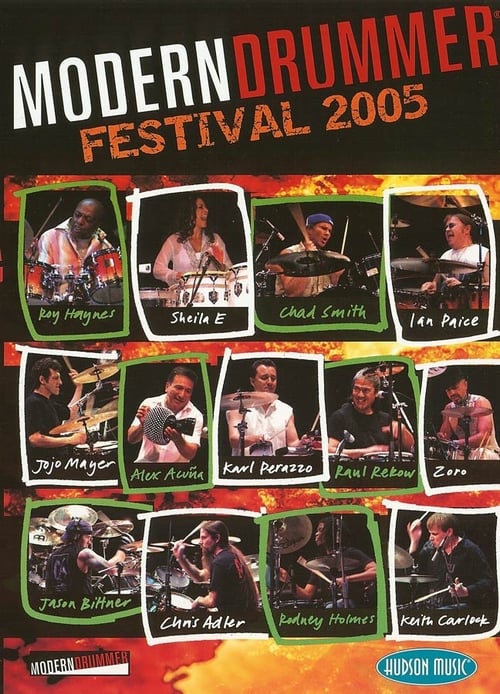 MODERN DRUMMER®
FESTIVAL 2005
Roy Haynes
Sheila E
Chad Smith
Ian Paice
Jojo Mayer
Alex Acuña
Karl Perazzo
Raul Rekow
Zoro
Jason Bittner
Chris Adler
Rodney Holmes
Keith Carlock
MODERN DRUMMER
HUDSON MUSIC